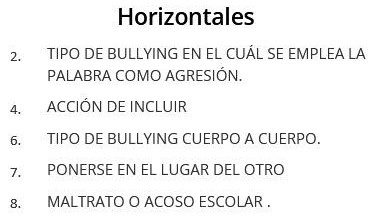 Horizontales
2. TIPO DE BULLYING EN EL CUÁL SE EMPLEA LA
PALABRA COMO AGRESIÓN.
4. ACCIÓN DE INCLUIR
6. TIPO DE BULLYING CUERPO A CUERPO.
7. PONERSE EN EL LUGAR DEL OTRO
8. MALTRATO O ACOSO ESCOLAR .